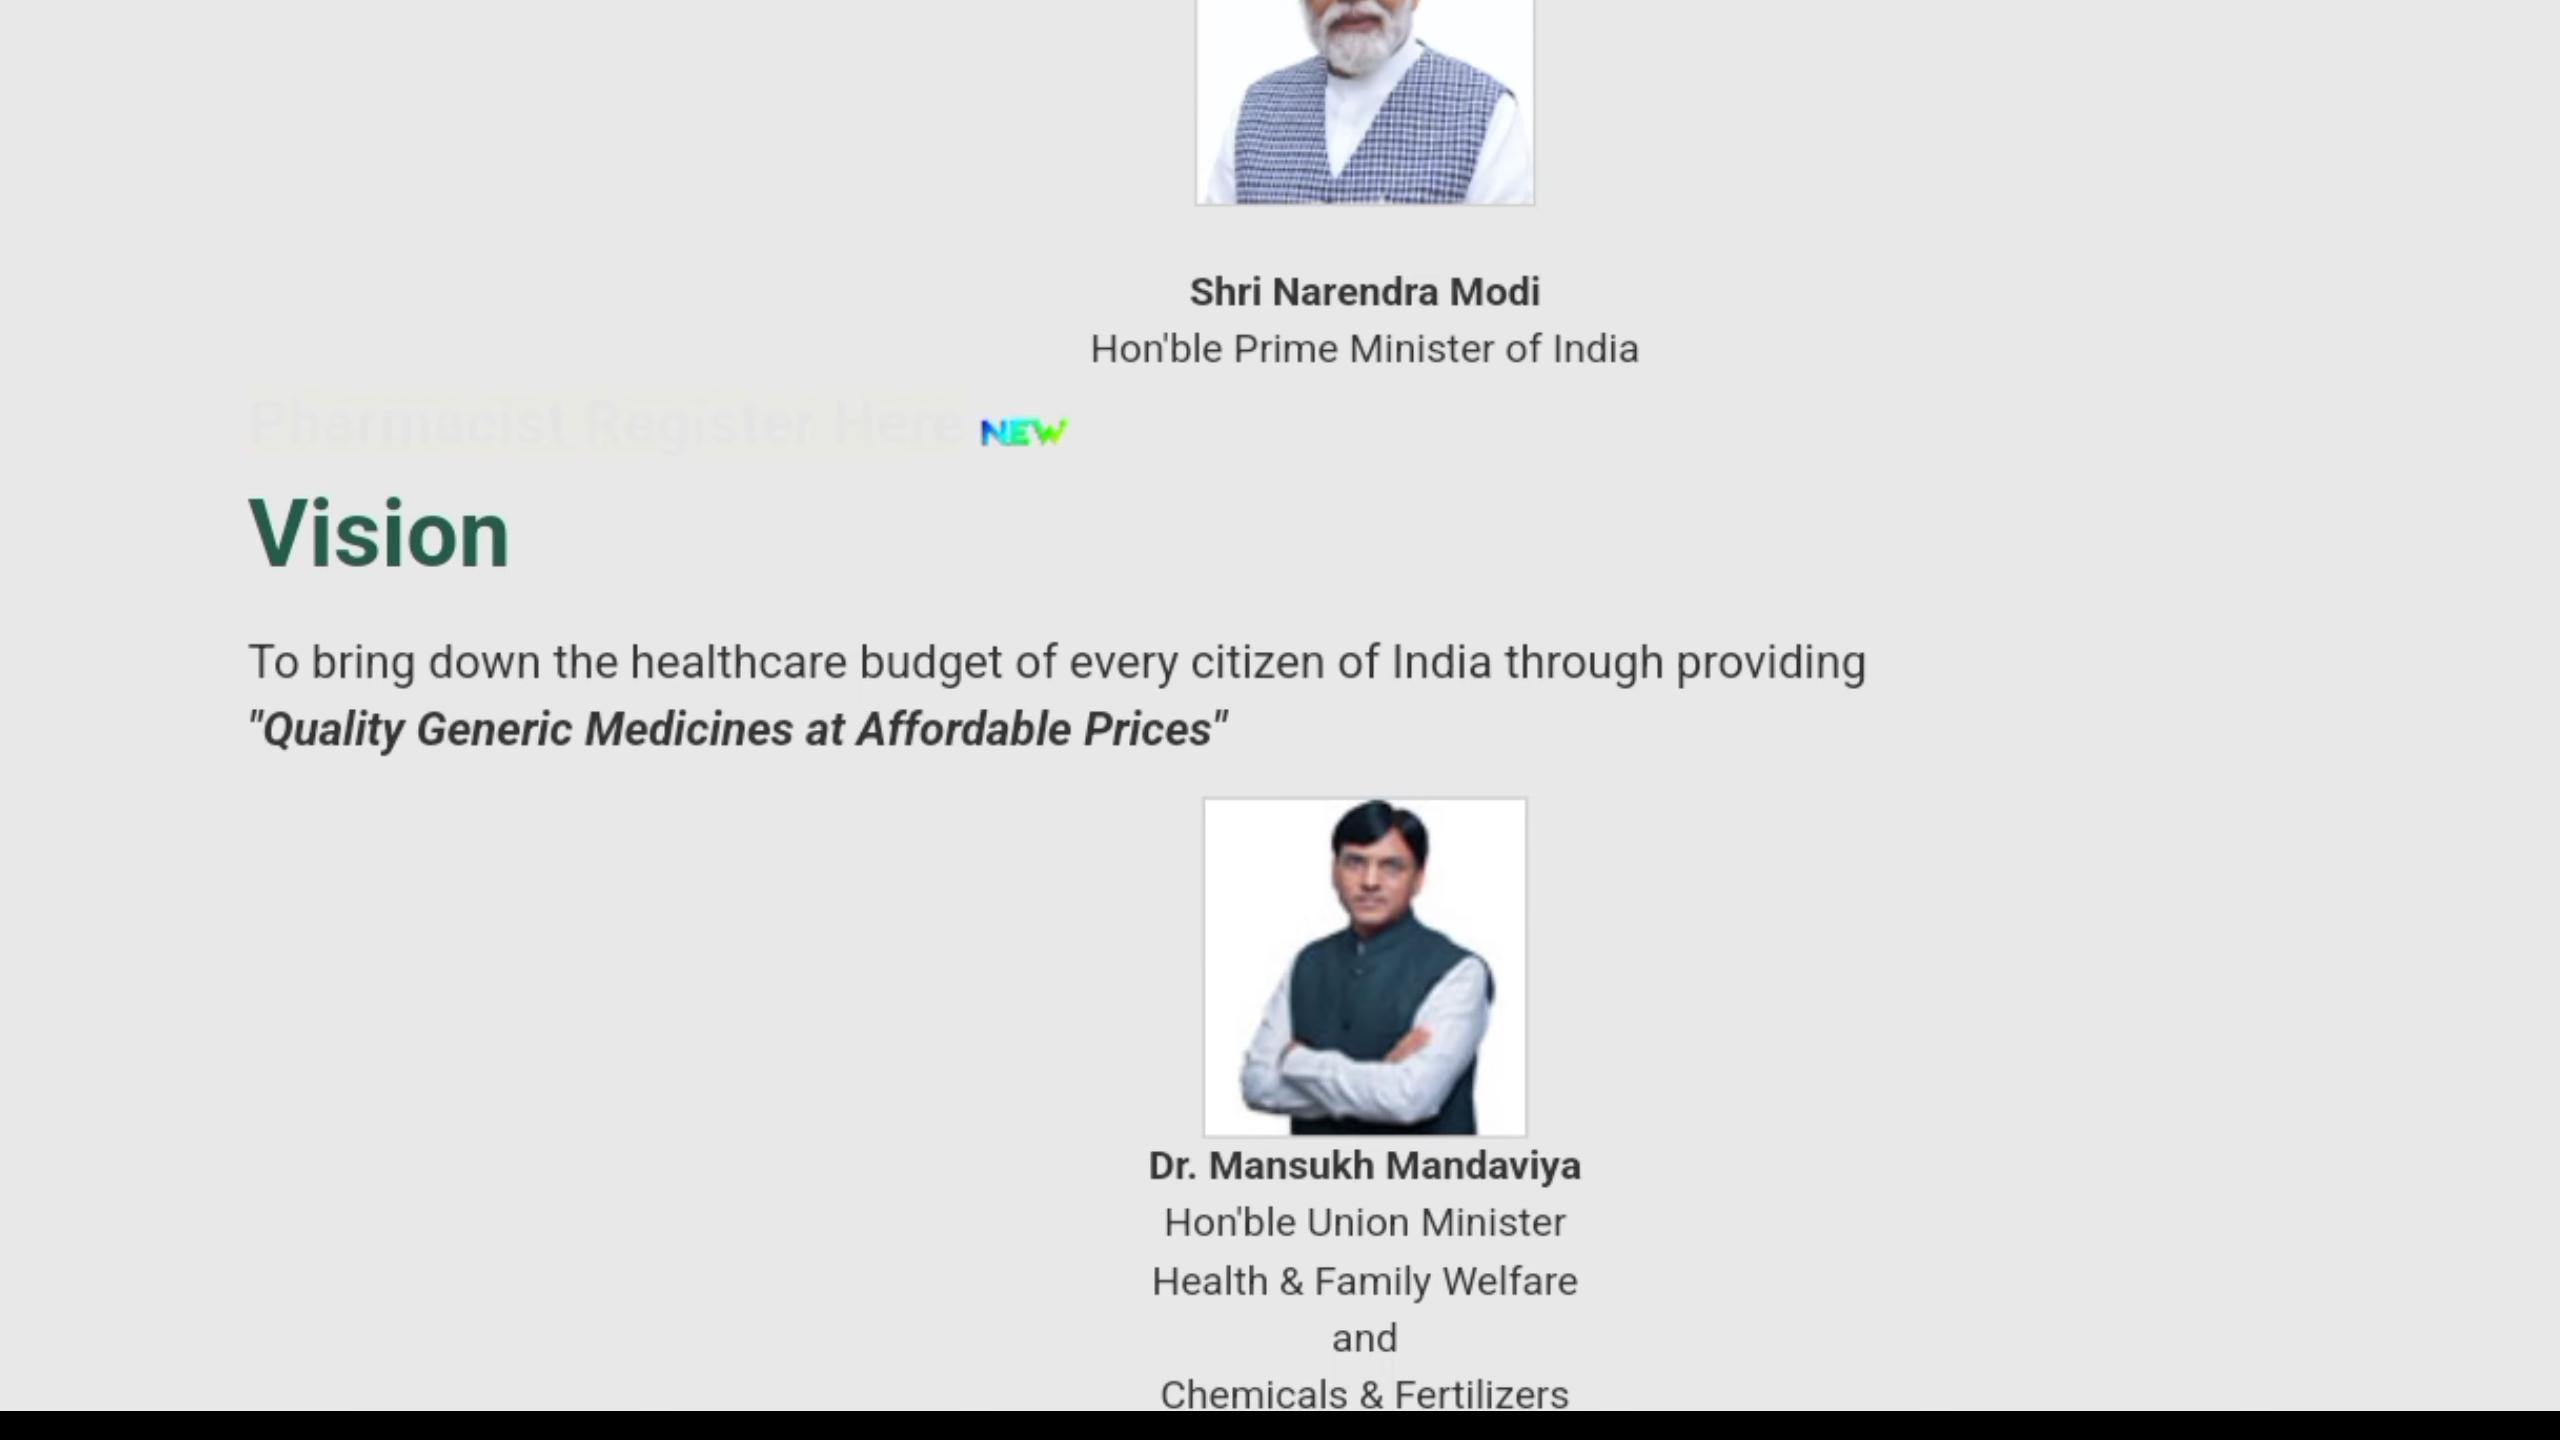 Shri Narendra Modi
Hon'ble Prime Minister of India
Pharmacist Register Here NEW
Vision
To bring down the healthcare budget of every citizen of India through providing
"Quality Generic Medicines at Affordable Prices"
Dr. Mansukh Mandaviya
Hon'ble Union Minister
Health & Family Welfare
and
Chemicals & Fertilizers